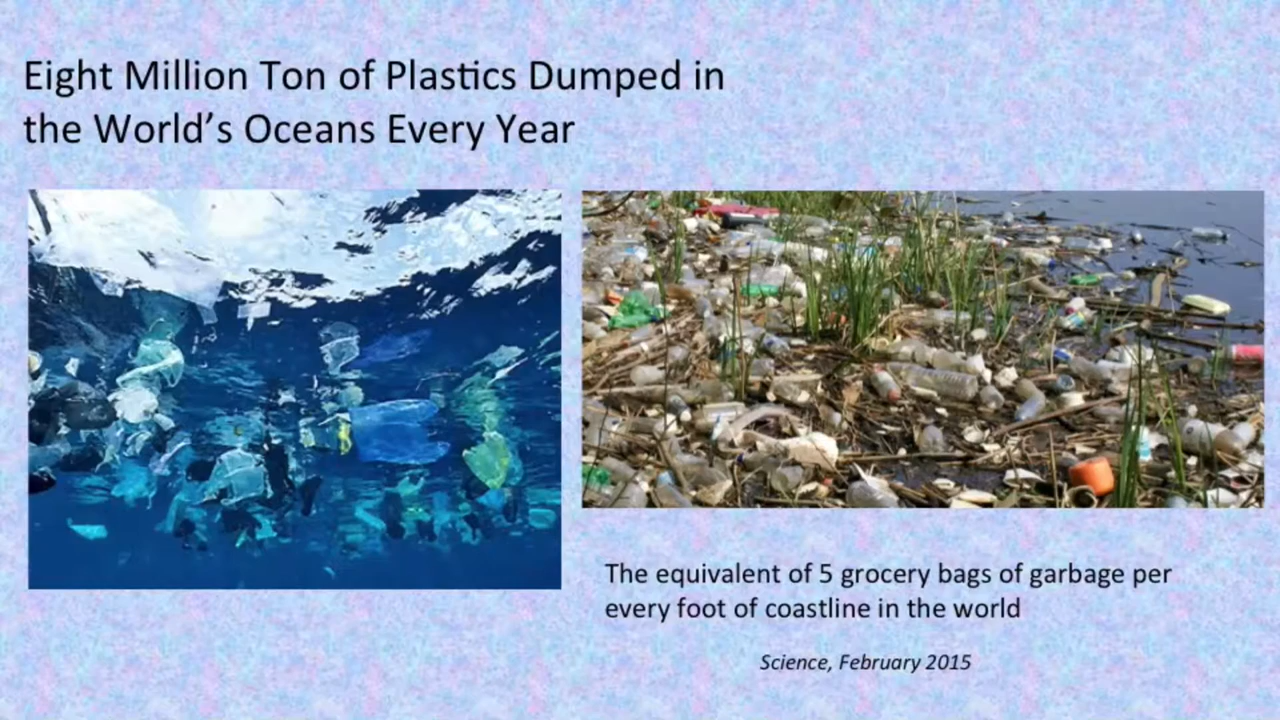 Eight Million Ton of Plastics Dumped in
the World’s Oceans Every Year
The equivalent of 5 grocery bags of garbage per
every foot of coastline in the world
Science, February 2015